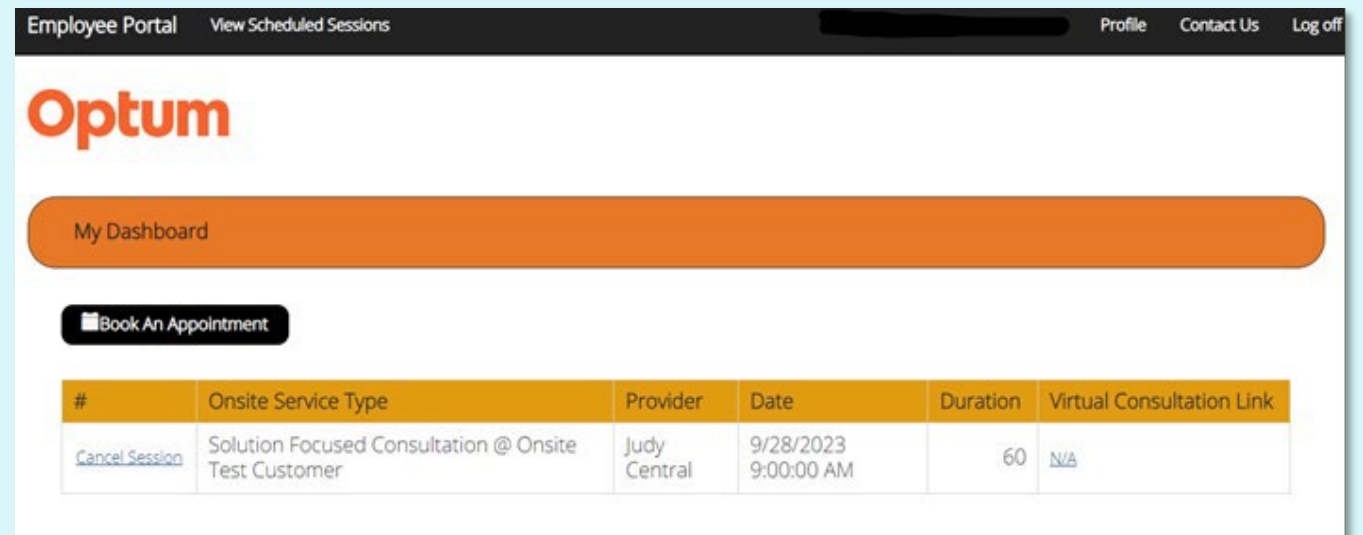 Employee Portal View Scheduled Sessions Profile Contact Us Log off
Optum
My Dashboard
Book An Appointment
# Onsite Service Type Provider Date Duration Virtual Consultation Link
Cancel Session Solution Focused Consultation @ Onsite Test Customer Judy Central 9/28/2023 9:00:00 AM 60 N/A